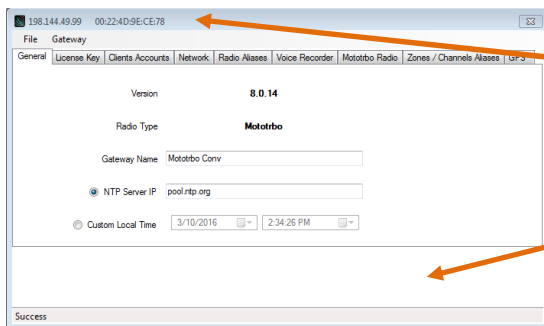 198.144.49.99 00:22:4D:9E:CE:78
File Gateway
General License Key Clients Accounts Network Radio Aliases Voice Recorder Mototrbo Radio Zones / Channels Aliases GPS
Version 8.0.14
Radio Type Mototrbo
Gateway Name Mototrbo Conv
NTP Server IP pool.ntp.org
Custom Local Time 3/10/2016 2:34:26 PM
Success